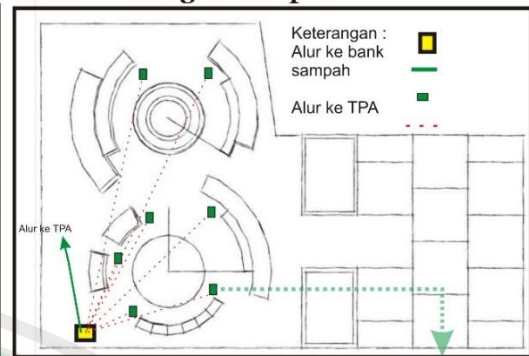 Keterangan :
Alur ke bank
sampah
Alur ke TPA
Alur ke TPA